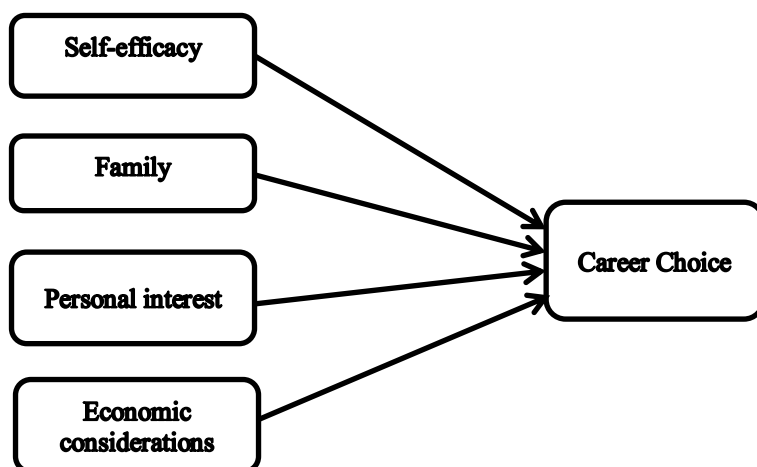 Self-efficacy
Family
Personal interest
Career Choice
Economic
considerations